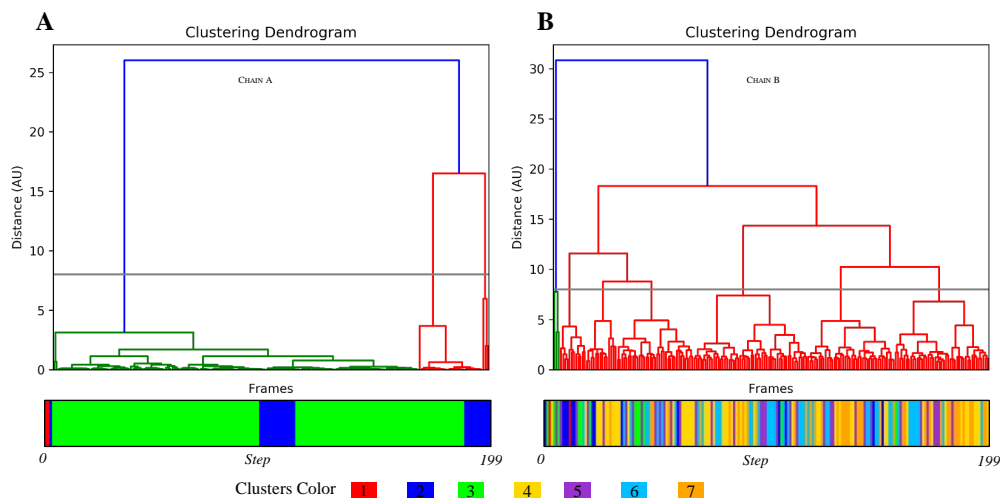 A
Clustering Dendrogram
CHAIN A
Distance (AU)
25
20
15
10
5
0
Frames
0 Step 199
B
Clustering Dendrogram
CHAIN B
Distance (AU)
30
25
20
15
10
5
0
Frames
0 Step 199
Clusters Color 1 2 3 4 5 6 7